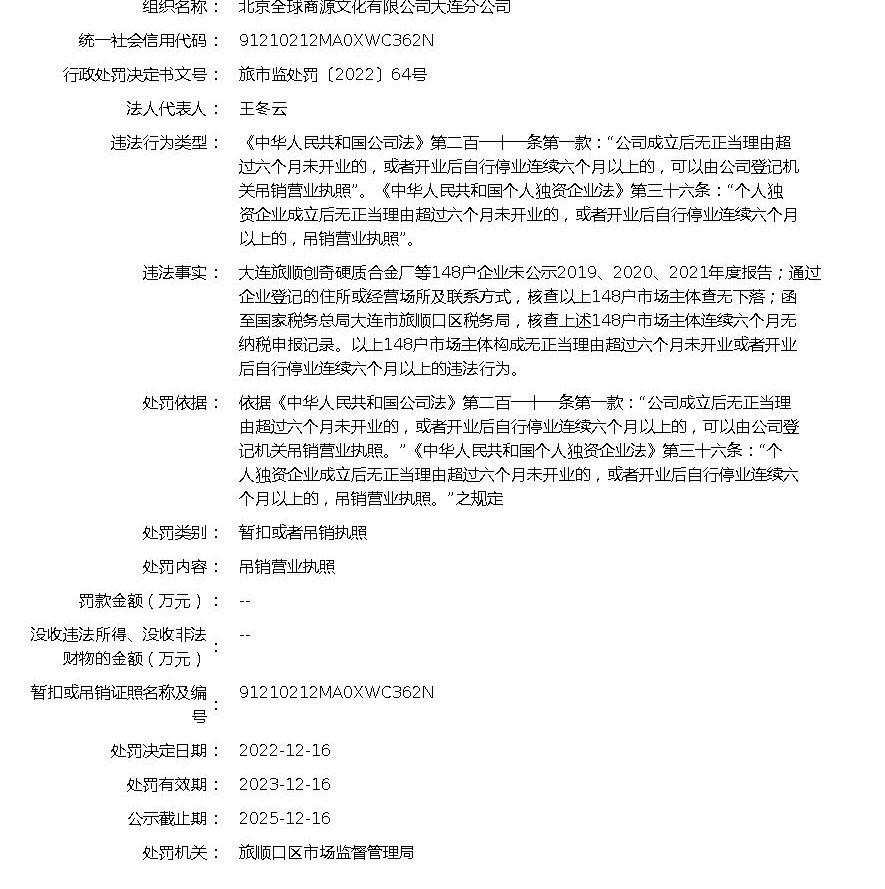 组织名称： 北京全球商源文化有限公司大连分公司
统一社会信用代码： 91210212MA0XWC362N
行政处罚决定书文号： 旅市监处罚〔2022〕64号
法人代表人： 王冬云
违法行为类型： 《中华人民共和国公司法》第二百一十一条第一款：“公司成立后无正当理由超
过六个月未开业的，或者开业后自行停业连续六个月以上的，可以由公司登记机
关吊销营业执照”。《中华人民共和国个人独资企业法》第三十六条：“个人独
资企业成立后无正当理由超过六个月未开业的，或者开业后自行停业连续六个月
以上的，吊销营业执照”。
违法事实： 大连旅顺创奇硬质合金厂等148户企业未公示2019、2020、2021年度报告；通过
企业登记的住所或经营场所及联系方式，核查以上148户市场主体查无下落；函
至国家税务总局大连市旅顺口区税务局，核查上述148户市场主体连续六个月无
纳税申报记录。以上148户市场主体构成无正当理由超过六个月未开业或者开业
后自行停业连续六个月以上的违法行为。
处罚依据： 依据《中华人民共和国公司法》第二百一十一条第一款：“公司成立后无正当理
由超过六个月未开业的，或者开业后自行停业连续六个月以上的，可以由公司登
记机关吊销营业执照。”《中华人民共和国个人独资企业法》第三十六条：“个
人独资企业成立后无正当理由超过六个月未开业的，或者开业后自行停业连续六
个月以上的，吊销营业执照。”之规定
处罚类别： 暂扣或者吊销执照
处罚内容： 吊销营业执照
罚款金额（万元）： --
没收违法所得、没收非法
财物的金额（万元）： --
暂扣或吊销证照名称及编
号： 91210212MA0XWC362N
处罚决定日期： 2022-12-16
处罚有效期： 2023-12-16
公示截止期： 2025-12-16
处罚机关： 旅顺口区市场监督管理局